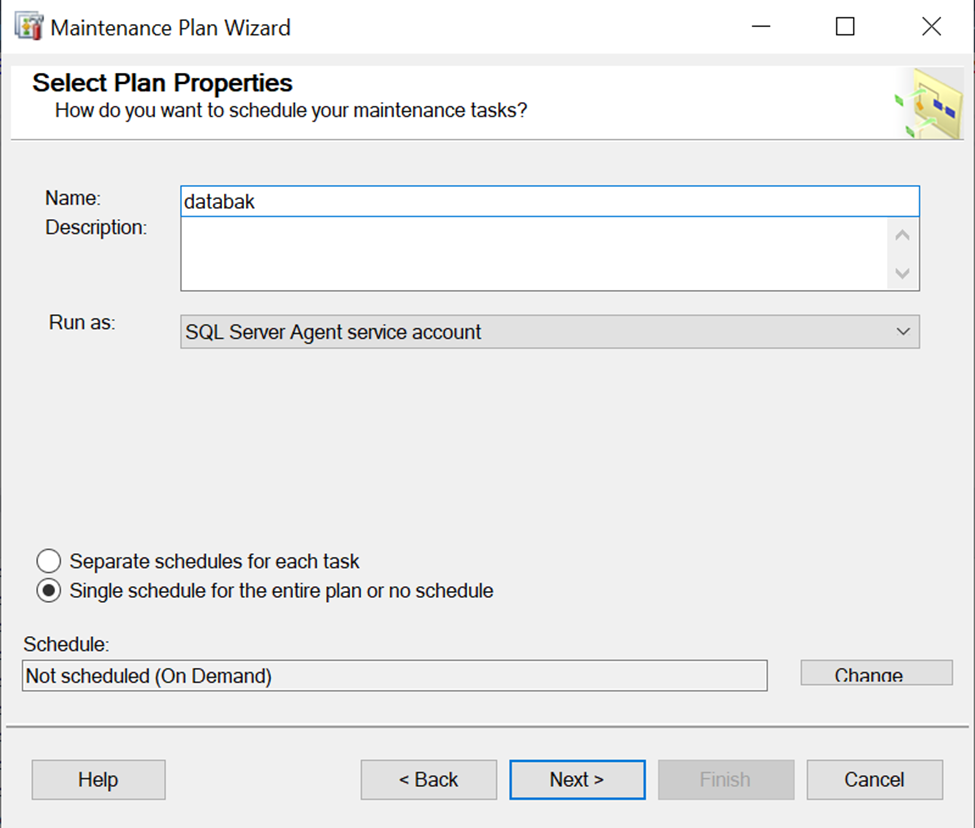 Maintenance Plan Wizard
Select Plan Properties
How do you want to schedule your maintenance tasks?
Name:
databak
Description:
Run as:
SQL Server Agent service account
Separate schedules for each task
Single schedule for the entire plan or no schedule
Schedule:
Not scheduled (On Demand)
Change
Help
< Back
Next >
Finish
Cancel